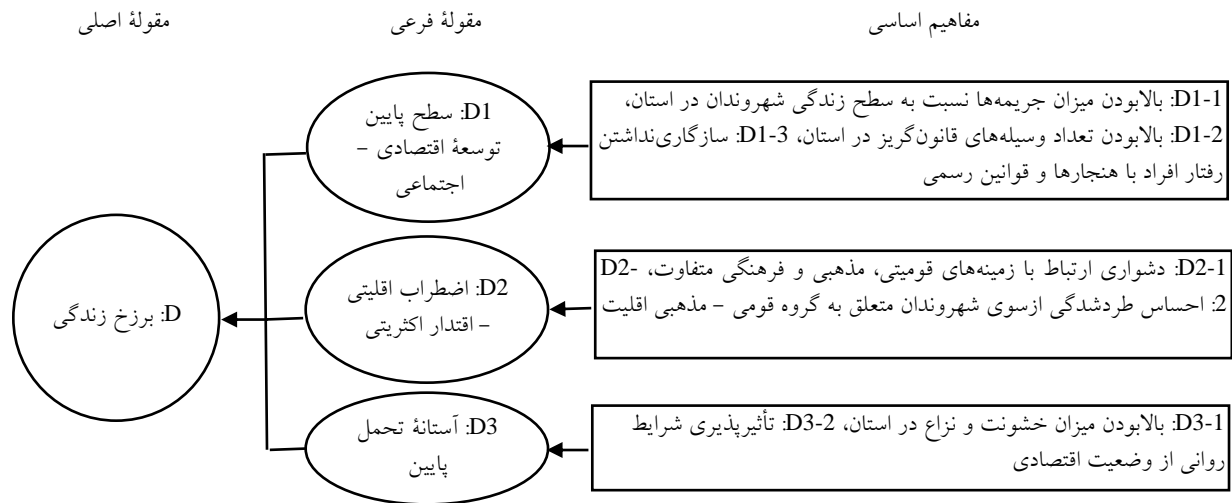 مفاهیم اساسی
مقولهٔ فرعی
مقولهٔ اصلی
D1-1: بالابودن میزان جریمه‌ها نسبت به سطح زندگی شهروندان در استان،
D1-2: بالابودن تعداد وسیله‌های قانون‌گریز در استان، D1-3: سازگاری‌نداشتن
رفتار افراد با هنجارها و قوانین رسمی
D1: سطح پایین
توسعهٔ اقتصادی –
اجتماعی
D2-1: دشواری ارتباط با زمینه‌های قومیتی، مذهبی و فرهنگی متفاوت، D2-
2: احساس طردشدگی ازسوی شهروندان متعلق به گروه قومی – مذهبی اقلیت
D2: اضطراب اقلیتی
– اقتدار اکثریتی
D3-1: بالابودن میزان خشونت و نزاع در استان، D3-2: تأثیرپذیری شرایط
روانی از وضعیت اقتصادی
D3: آستانهٔ تحمل
پایین
D: برزخ زندگی